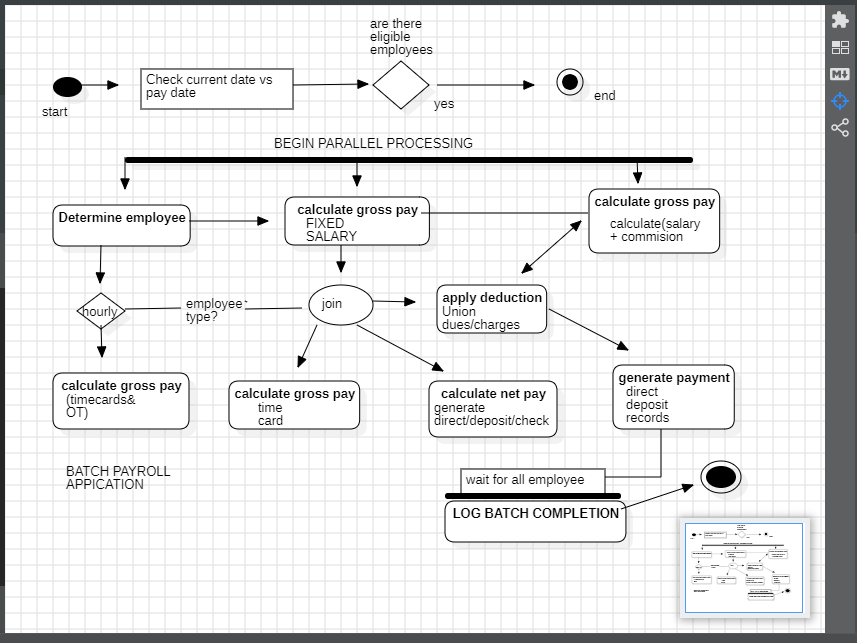 are there
eligible
employees
Check current date vs
pay date
start
yes
end
BEGIN PARALLEL PROCESSING
Determine employee
calculate gross pay
FIXED
SALARY
calculate gross pay
calculate(salary
+ commision
hourly
employee
type?
join
apply deduction
Union
dues/charges
calculate gross pay
(timecards&
OT)
calculate gross pay
time
card
calculate net pay
generate
direct/deposit/check
generate payment
direct
deposit
records
BATCH PAYROLL
APPICATION
wait for all employee
LOG BATCH COMPLETION
M